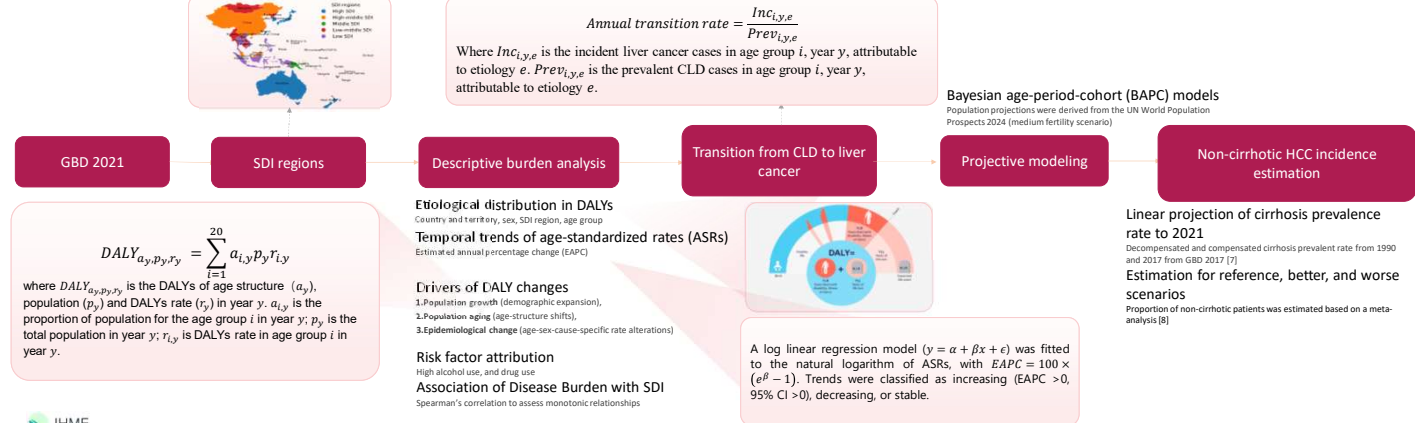 SDI regions
High SDI
High-middle SDI
Middle SDI
Low-middle SDI
Low SDI
Annual transition rate = Inc_{i,y,e} / Prev_{i,y,e}
Where Inc_{i,y,e} is the incident liver cancer cases in age group i, year y, attributable
to etiology e. Prev_{i,y,e} is the prevalent CLD cases in age group i, year y,
attributable to etiology e.
Bayesian age-period-cohort (BAPC) models
Population projections were derived from the UN World Population
Prospects 2024 (medium fertility scenario)
GBD 2021
SDI regions
Descriptive burden analysis
Transition from CLD to liver
cancer
Projective modeling
Non-cirrhotic HCC incidence
estimation
DALY_{a_y,p_y,r_y} = \sum_{i=1}^{20} a_{i,y} p_y r_{i,y}
where DALY_{a_y,p_y,r_y} is the DALYs of age structure (a_y),
population (p_y) and DALYs rate (r_y) in year y. a_{i,y} is the
proportion of population for the age group i in year y; p_y is the
total population in year y; r_{i,y} is DALYs rate in age group i in
year y.
Etiological distribution in DALYs
Country and territory, sex, SDI region, age group
Temporal trends of age-standardized rates (ASRs)
Estimated annual percentage change (EAPC)
Drivers of DALY changes
1.Population growth (demographic expansion),
2.Population aging (age-structure shifts),
3.Epidemiological change (age-sex-cause-specific rate alterations)
Risk factor attribution
High alcohol use, and drug use
Association of Disease Burden with SDI
Spearman's correlation to assess monotonic relationships
DALY=
A log linear regression model (y = α + βx + ϵ) was fitted
to the natural logarithm of ASRs, with EAPC = 100 ×
(e^β − 1). Trends were classified as increasing (EAPC >0,
95% CI >0), decreasing, or stable.
Linear projection of cirrhosis prevalence
rate to 2021
Decompensated and compensated cirrhosis prevalent rate from 1990
and 2017 from GBD 2017 [7]
Estimation for reference, better, and worse
scenarios
Proportion of non-cirrhotic patients was estimated based on a meta-
analysis [8]
IHME